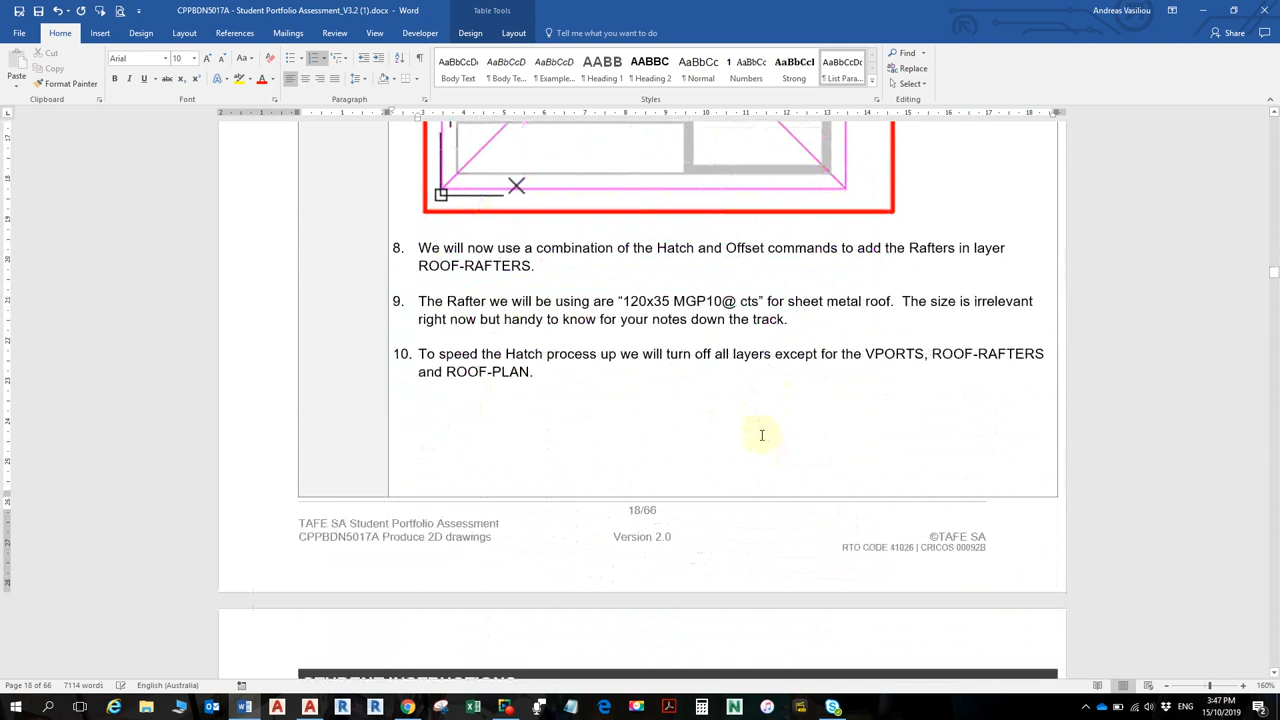 CPPBDN5017A - Student Portfolio Assessment V3.2 (1).docx - Word
Table Tools
Andreas Vasiliou
File Home Insert Design Layout References Mailings Review View Developer Design Layout Tell me what you want to do Share
Paste
Cut
Copy
Format Painter
Clipboard
Arial 10
Font
Paragraph
AaBbCcDd AaBbCcDd AaBbCcDd AABB AABBC AaBbCc 1 AaBbCc AaBbCcl AaBbCcDc
Body Text ¶ Body Te... ¶ Example... ¶ Heading 1 ¶ Heading 2 ¶ Normal Numbers Strong ¶ List Para...
Styles
Find
Replace
Select
Editing
8. We will now use a combination of the Hatch and Offset commands to add the Rafters in layer
ROOF-RAFTERS.
9. The Rafter we will be using are “120x35 MGP10@ cts” for sheet metal roof. The size is irrelevant
right now but handy to know for your notes down the track.
10. To speed the Hatch process up we will turn off all layers except for the VPORTS, ROOF-RAFTERS
and ROOF-PLAN.
18/66
TAFE SA Student Portfolio Assessment
CPPBDN5017A Produce 2D drawings
Version 2.0
©TAFE SA
RTO CODE 41026 | CRICOS 00092B
STUDENT INSTRUCTIONS
Page 18 of 66 7114 words English (Australia) 160%
ENG
3:47 PM
15/10/2019